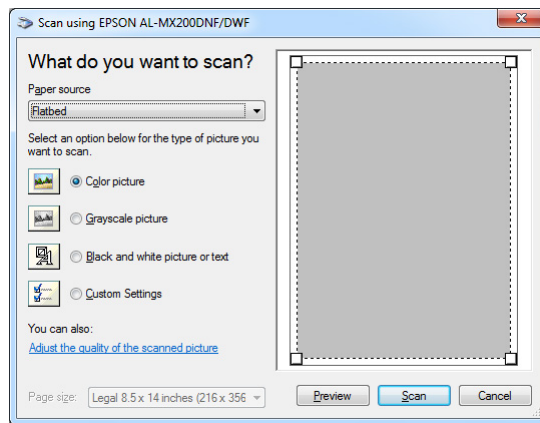 Scan using EPSON AL-MX200DNF/DWF
What do you want to scan?
Paper source
Flatbed
Select an option below for the type of picture you
want to scan.
Color picture
Grayscale picture
Black and white picture or text
Custom Settings
You can also:
Adjust the quality of the scanned picture
Page size: Legal 8.5 x 14 inches (216 x 356
Preview Scan Cancel